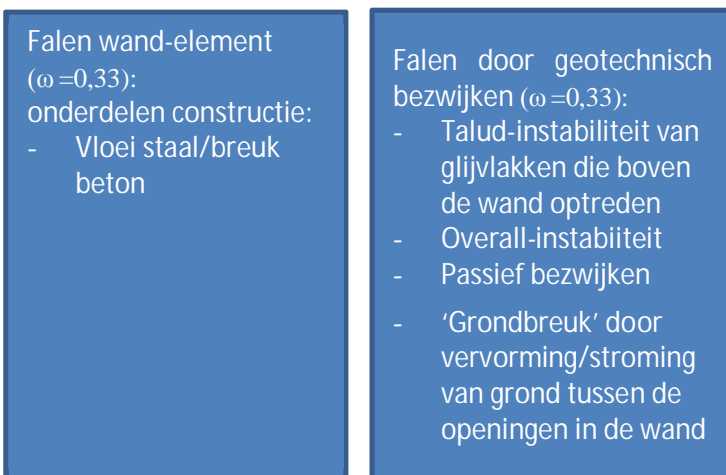 Falen wand-element
(ω =0,33):
onderdelen constructie:
- Vloei staal/breuk
beton
Falen door geotechnisch
bezwijken (ω =0,33):
- Talud-instabiliteit van
glijvlakken die boven
de wand optreden
- Overall-instabiiteit
- Passief bezwijken
- ‘Grondbreuk’ door
vervorming/stroming
van grond tussen de
openingen in de wand